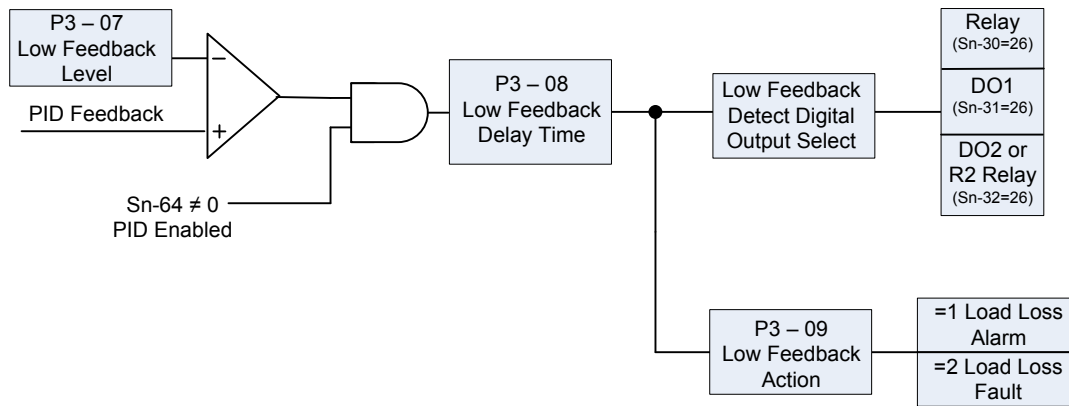 P3 – 07
Low Feedback
Level
−
PID Feedback
+
Sn-64 ≠ 0
PID Enabled
P3 – 08
Low Feedback
Delay Time
Low Feedback
Detect Digital
Output Select
Relay
(Sn-30=26)
DO1
(Sn-31=26)
DO2 or
R2 Relay
(Sn-32=26)
P3 – 09
Low Feedback
Action
=1 Load Loss
Alarm
=2 Load Loss
Fault